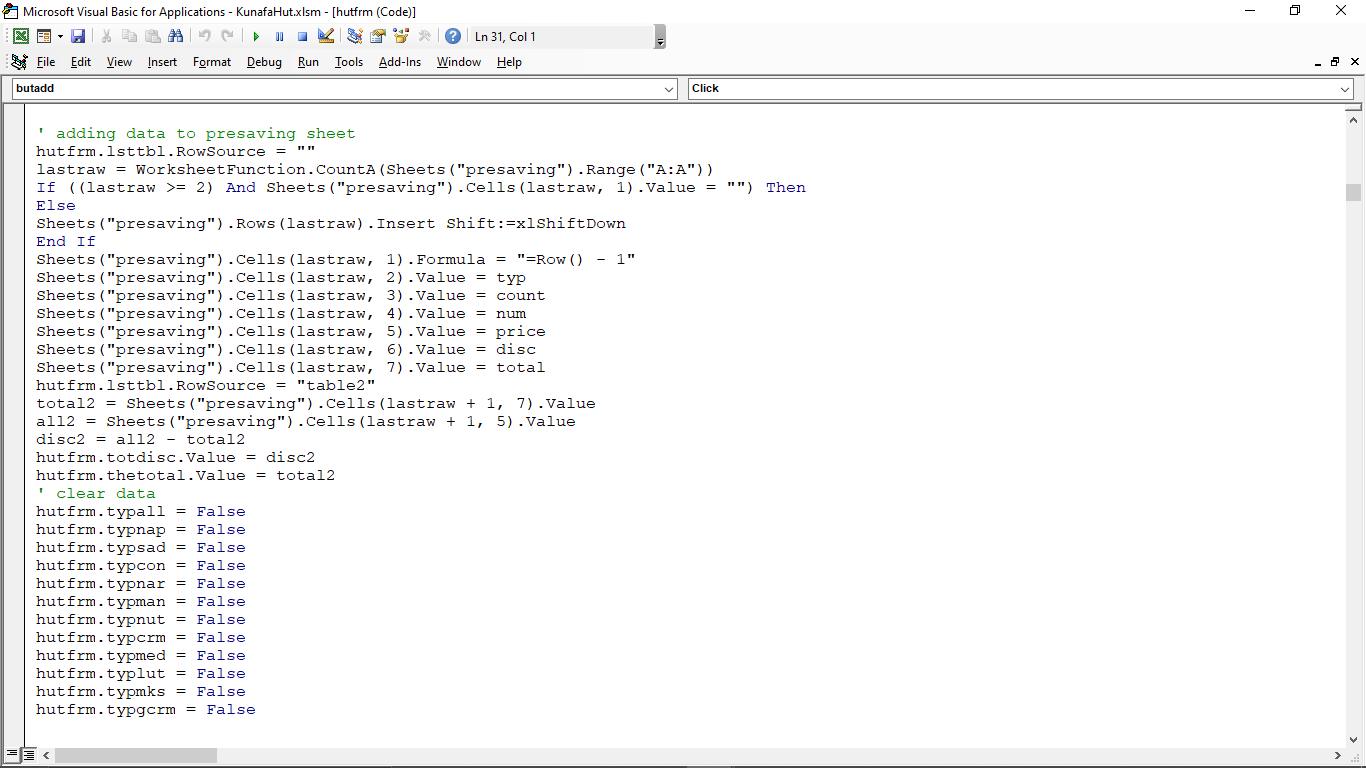 Microsoft Visual Basic for Applications - KunafaHut.xlsm - [hutfrm (Code)]
Ln 31, Col 1
File Edit View Insert Format Debug Run Tools Add-Ins Window Help
butadd Click
' adding data to presaving sheet
hutfrm.lsttbl.RowSource = ""
lastraw = WorksheetFunction.CountA(Sheets("presaving").Range("A:A"))
If ((lastraw >= 2) And Sheets("presaving").Cells(lastraw, 1).Value = "") Then
Else
Sheets("presaving").Rows(lastraw).Insert Shift:=xlShiftDown
End If
Sheets("presaving").Cells(lastraw, 1).Formula = "=Row() - 1"
Sheets("presaving").Cells(lastraw, 2).Value = typ
Sheets("presaving").Cells(lastraw, 3).Value = count
Sheets("presaving").Cells(lastraw, 4).Value = num
Sheets("presaving").Cells(lastraw, 5).Value = price
Sheets("presaving").Cells(lastraw, 6).Value = disc
Sheets("presaving").Cells(lastraw, 7).Value = total
hutfrm.lsttbl.RowSource = "table2"
total2 = Sheets("presaving").Cells(lastraw + 1, 7).Value
all2 = Sheets("presaving").Cells(lastraw + 1, 5).Value
disc2 = all2 - total2
hutfrm.totdisc.Value = disc2
hutfrm.thetotal.Value = total2
' clear data
hutfrm.typall = False
hutfrm.typnap = False
hutfrm.typsad = False
hutfrm.typcon = False
hutfrm.typnar = False
hutfrm.typman = False
hutfrm.typnut = False
hutfrm.typcrm = False
hutfrm.typmed = False
hutfrm.typlut = False
hutfrm.typmks = False
hutfrm.typgcrm = False